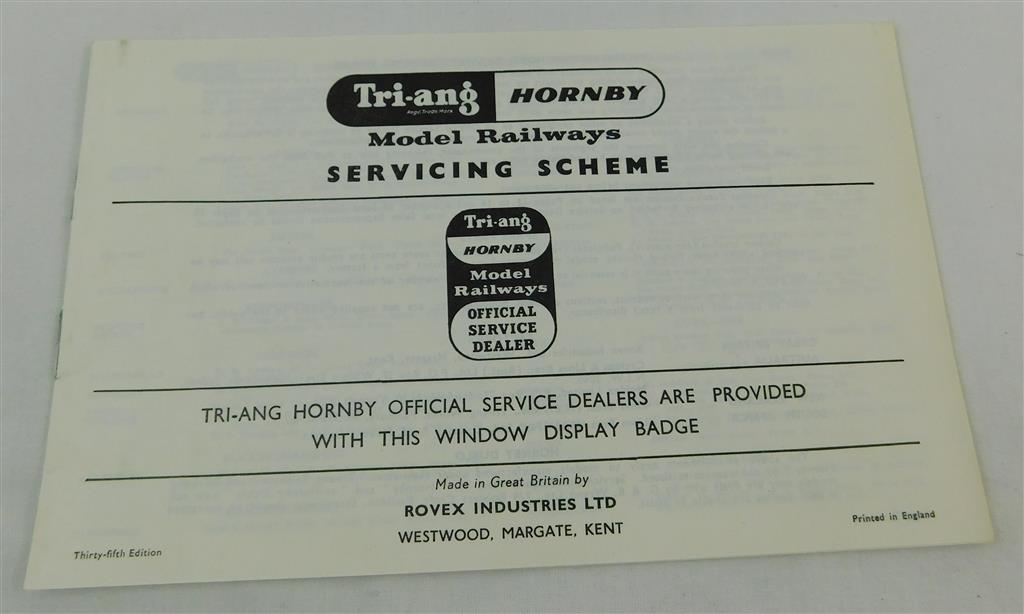 Tri-ang HORNBY
Regd. Trade Mark
Model Railways
SERVICING SCHEME
Tri-ang
HORNBY
Model
Railways
OFFICIAL
SERVICE
DEALER
TRI-ANG HORNBY OFFICIAL SERVICE DEALERS ARE PROVIDED
WITH THIS WINDOW DISPLAY BADGE
Made in Great Britain by
ROVEX INDUSTRIES LTD
WESTWOOD, MARGATE, KENT
Thirty-fifth Edition
Printed in England